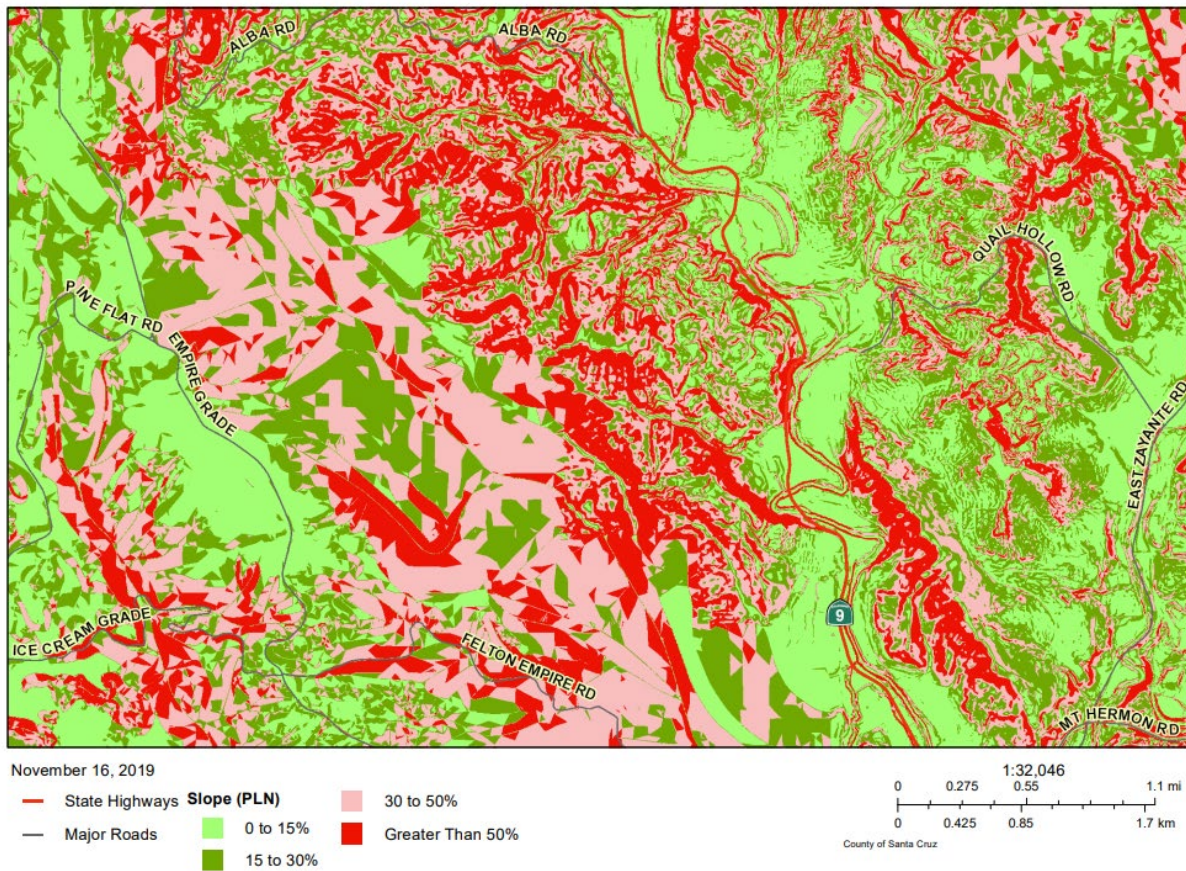 ALBA RD
ALBA RD
QUAIL HOLLOW RD
PINE FLAT RD
EMPIRE GRADE
EAST ZAYANTE RD
9
ICE CREAM GRADE
FELTON EMPIRE RD
MT HERMON RD
November 16, 2019
State Highways
Major Roads
Slope (PLN)
0 to 15%
15 to 30%
30 to 50%
Greater Than 50%
1:32,046
0 0.275 0.55 1.1 mi
0 0.425 0.85 1.7 km
County of Santa Cruz